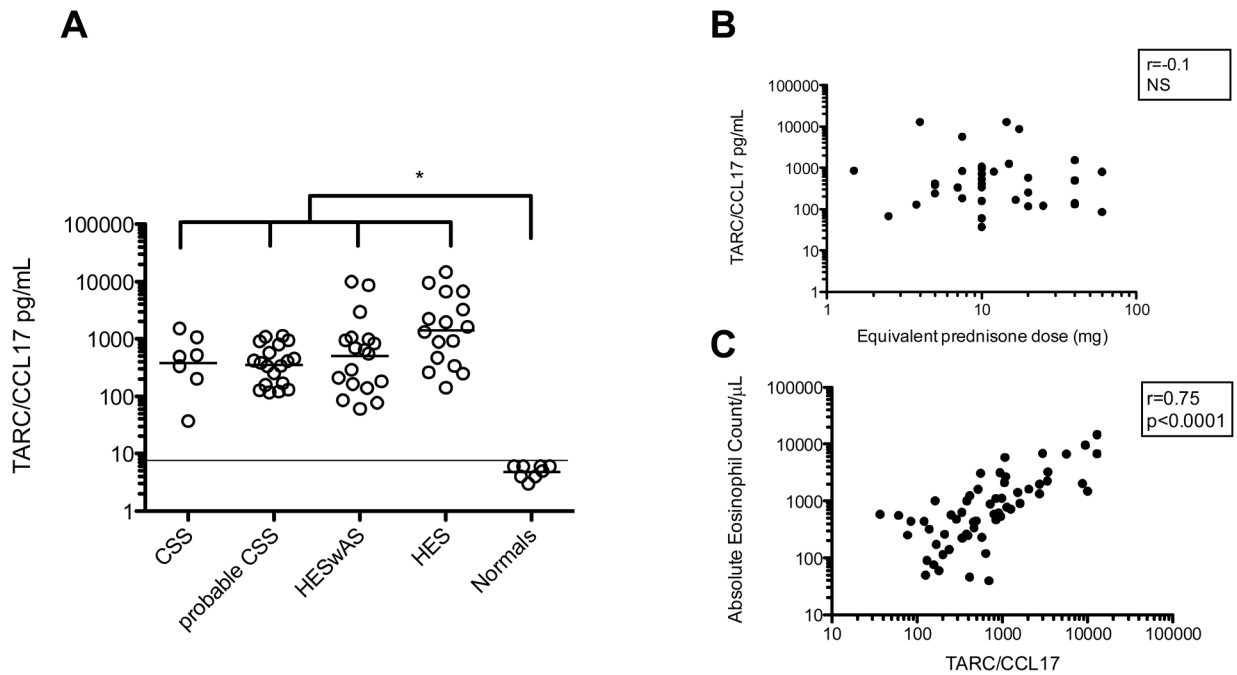 A
*
TARC/CCL17 pg/mL
100000
10000
1000
100
10
1
CSS
probable CSS
HESwAS
HES
Normals
B
r=-0.1
NS
TARC/CCL17 pg/mL
100000
10000
1000
100
10
1
1
10
100
Equivalent prednisone dose (mg)
C
r=0.75
p<0.0001
Absolute Eosinophil Count/µL
100000
10000
1000
100
10
10
100
1000
10000
100000
TARC/CCL17